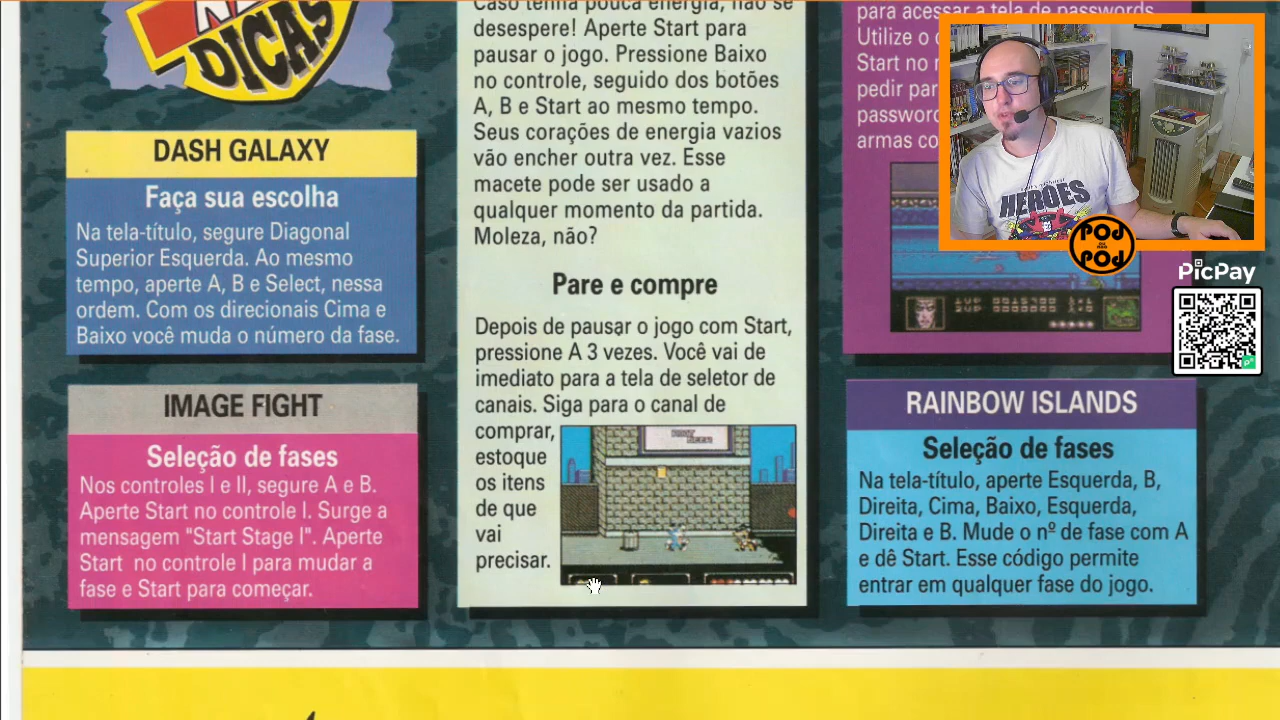 DICAS
DASH GALAXY
Faça sua escolha
Na tela-título, segure Diagonal
Superior Esquerda. Ao mesmo
tempo, aperte A, B e Select, nessa
ordem. Com os direcionais Cima e
Baixo você muda o número da fase.
IMAGE FIGHT
Seleção de fases
Nos controles I e II, segure A e B.
Aperte Start no controle I. Surge a
mensagem "Start Stage I". Aperte
Start no controle I para mudar a
fase e Start para começar.
Caso tenha pouca energia, não se
desespere! Aperte Start para
pausar o jogo. Pressione Baixo
no controle, seguido dos botões
A, B e Start ao mesmo tempo.
Seus corações de energia vazios
vão encher outra vez. Esse
macete pode ser usado a
qualquer momento da partida.
Moleza, não?
Pare e compre
Depois de pausar o jogo com Start,
pressione A 3 vezes. Você vai de
imediato para a tela de seletor de
canais. Siga para o canal de
comprar,
estoque
os itens
de que
vai
precisar.
para acessar a tela de passwords.
Utilize o
Start no
pedir par
password
armas co
HEROES
POD
POD
PicPay
RAINBOW ISLANDS
Seleção de fases
Na tela-título, aperte Esquerda, B,
Direita, Cima, Baixo, Esquerda,
Direita e B. Mude o nº de fase com A
e dê Start. Esse código permite
entrar em qualquer fase do jogo.